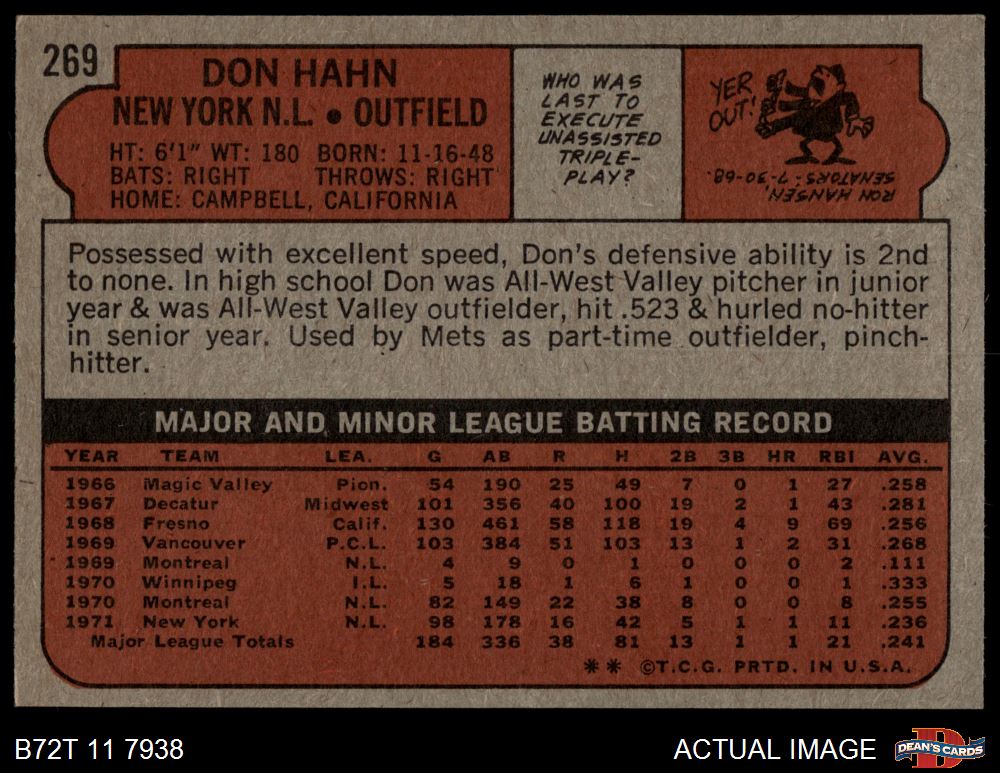 269
DON HAHN
NEW YORK N.L. • OUTFIELD
HT: 6'1" WT: 180 BORN: 11-16-48
BATS: RIGHT THROWS: RIGHT
HOME: CAMPBELL, CALIFORNIA
WHO WAS
LAST TO
EXECUTE
UNASSISTED
TRIPLE-
PLAY?
YER
OUT!
RON HANSEN,
SENATORS - 7-30-68.
Possessed with excellent speed, Don's defensive ability is 2nd
to none. In high school Don was All-West Valley pitcher in junior
year & was All-West Valley outfielder, hit .523 & hurled no-hitter
in senior year. Used by Mets as part-time outfielder, pinch-
hitter.
MAJOR AND MINOR LEAGUE BATTING RECORD
YEAR TEAM LEA. G AB R H 2B 3B HR RBI AVG.
1966 Magic Valley Pion. 54 190 25 49 7 0 1 27 .258
1967 Decatur Midwest 101 356 40 100 19 2 1 43 .281
1968 Fresno Calif. 130 461 58 118 19 4 9 69 .256
1969 Vancouver P.C.L. 103 384 51 103 13 1 2 31 .268
1969 Montreal N.L. 4 9 0 1 0 0 0 2 .111
1970 Winnipeg I.L. 5 18 1 6 1 0 0 1 .333
1970 Montreal N.L. 82 149 22 38 8 0 0 8 .255
1971 New York N.L. 98 178 16 42 5 1 1 11 .236
Major League Totals 184 336 38 81 13 1 1 21 .241
** ©T.C.G. PRTD. IN U.S.A.
B72T 11 7938
ACTUAL IMAGE
D
DEAN'S CARDS